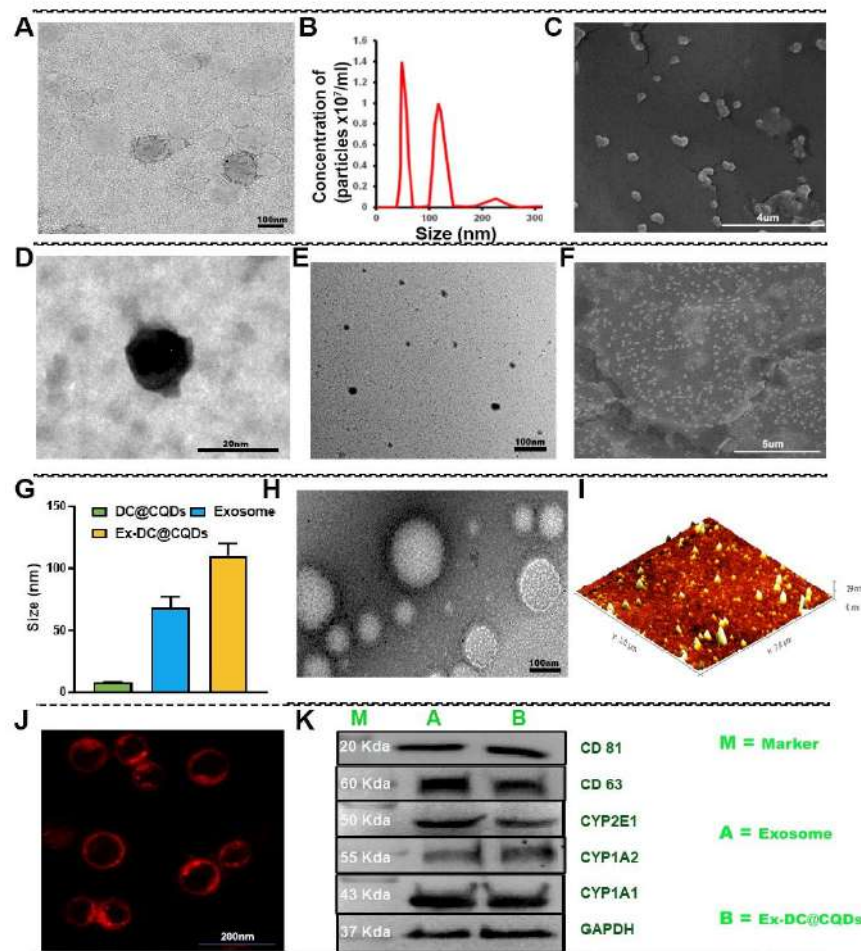 A
100nm
B
Concentration of
(particles x10⁷/ml)
1.6
1.4
1.2
1
0.8
0.6
0.4
0.2
0
0
100
200
300
Size (nm)
C
4um
D
20nm
E
100nm
F
5um
G
DC@CQDs
Exosome
Ex-DC@CQDs
Size (nm)
150
100
50
0
H
100nm
I
J
200nm
K
M
A
B
20 Kda
CD 81
60 Kda
CD 63
50 Kda
CYP2E1
55 Kda
CYP1A2
43 Kda
CYP1A1
37 Kda
GAPDH
M = Marker
A = Exosome
B = Ex-DC@CQDs